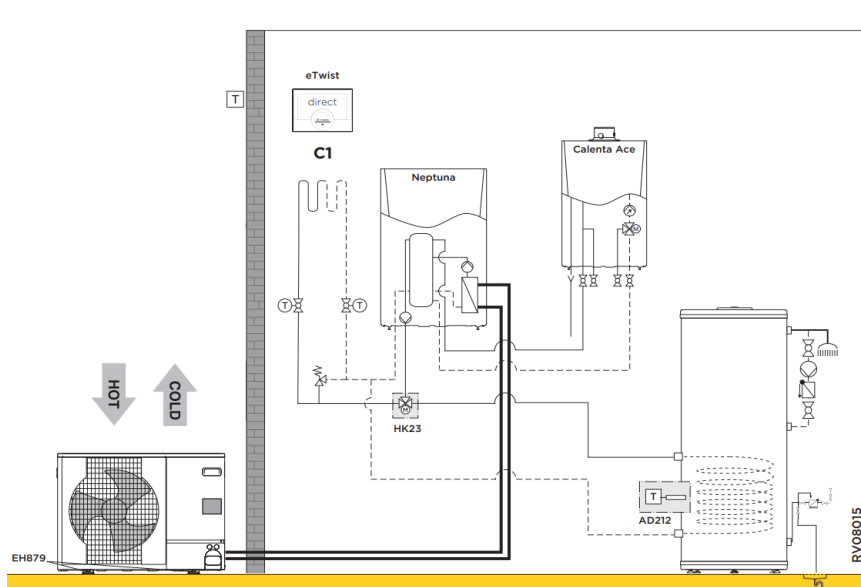 eTwist
T
direct
C1
Calenta Ace
Neptuna
M
T
T
HOT
COLD
M
HK23
T
AD212
EH879
RV08015